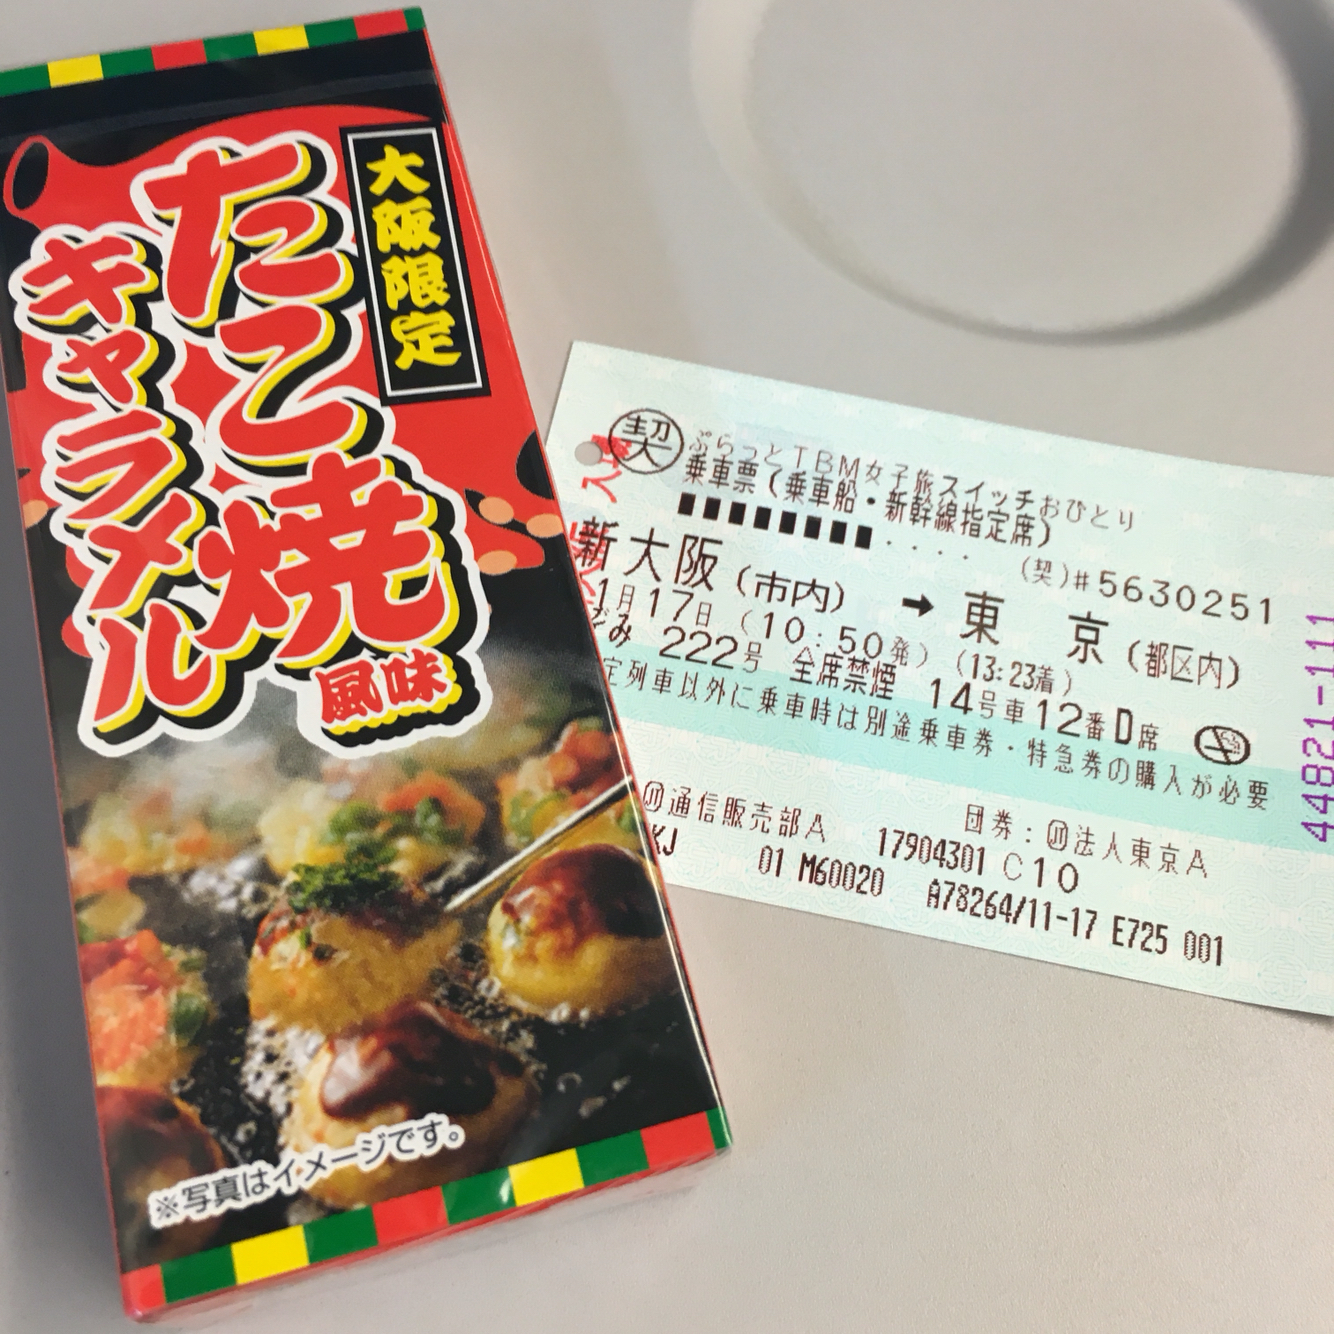 大阪限定
たこ焼
風味
キャラメル
※写真はイメージです。
契
ぷらっとTBM女子旅スイッチおひとり
乗車票(乗車船・新幹線指定席)
(契)#5630251
新大阪(市内) → 東 京(都区内)
1月17日 (10:50発) (13:23着)
ぞみ 222号 全席禁煙 14号車12番D席
定列車以外に乗車時は別途乗車券・特急券の購入が必要
団券:法人東京A
通信販売部A 17904301 C10
KJ 01 M60020 A78264/11-17 E725 001
44821-111